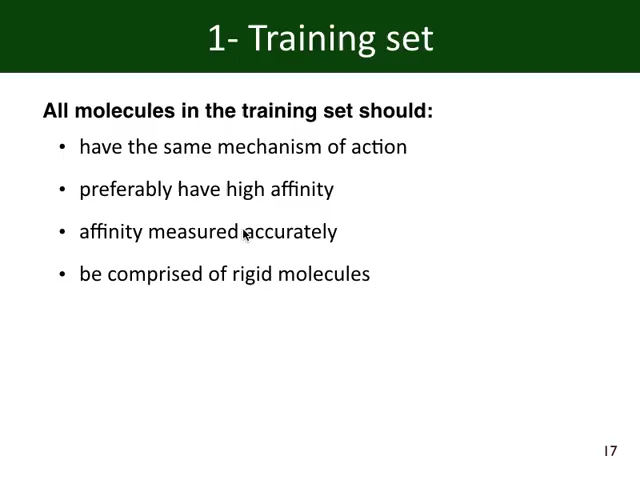 1- Training set
All molecules in the training set should:
• have the same mechanism of action
• preferably have high affinity
• affinity measured accurately
• be comprised of rigid molecules
17